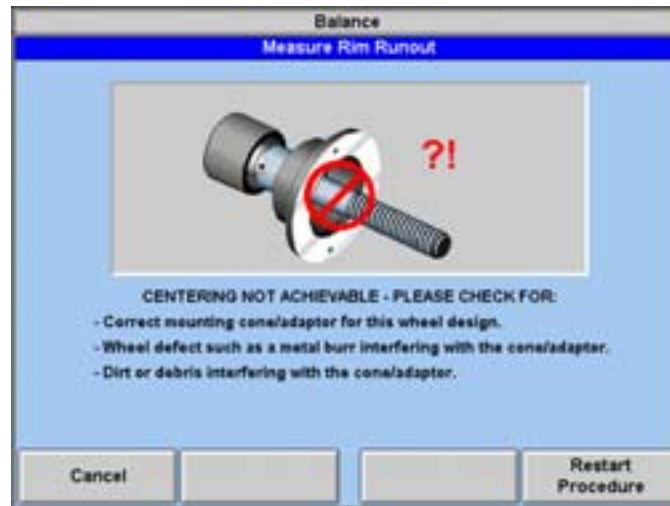 Balance
Measure Rim Runout
?!
CENTERING NOT ACHIEVABLE - PLEASE CHECK FOR:
- Correct mounting cone/adaptor for this wheel design.
- Wheel defect such as a metal burr interfering with the cone/adaptor.
- Dirt or debris interfering with the cone/adaptor.
Cancel
Restart
Procedure